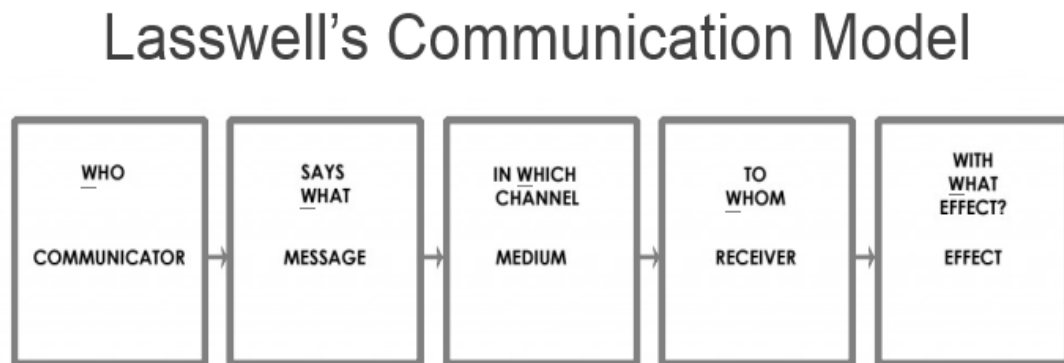 Lasswell's Communication Model
WHO
COMMUNICATOR
SAYS
WHAT
MESSAGE
IN WHICH
CHANNEL
MEDIUM
TO
WHOM
RECEIVER
WITH
WHAT
EFFECT?
EFFECT